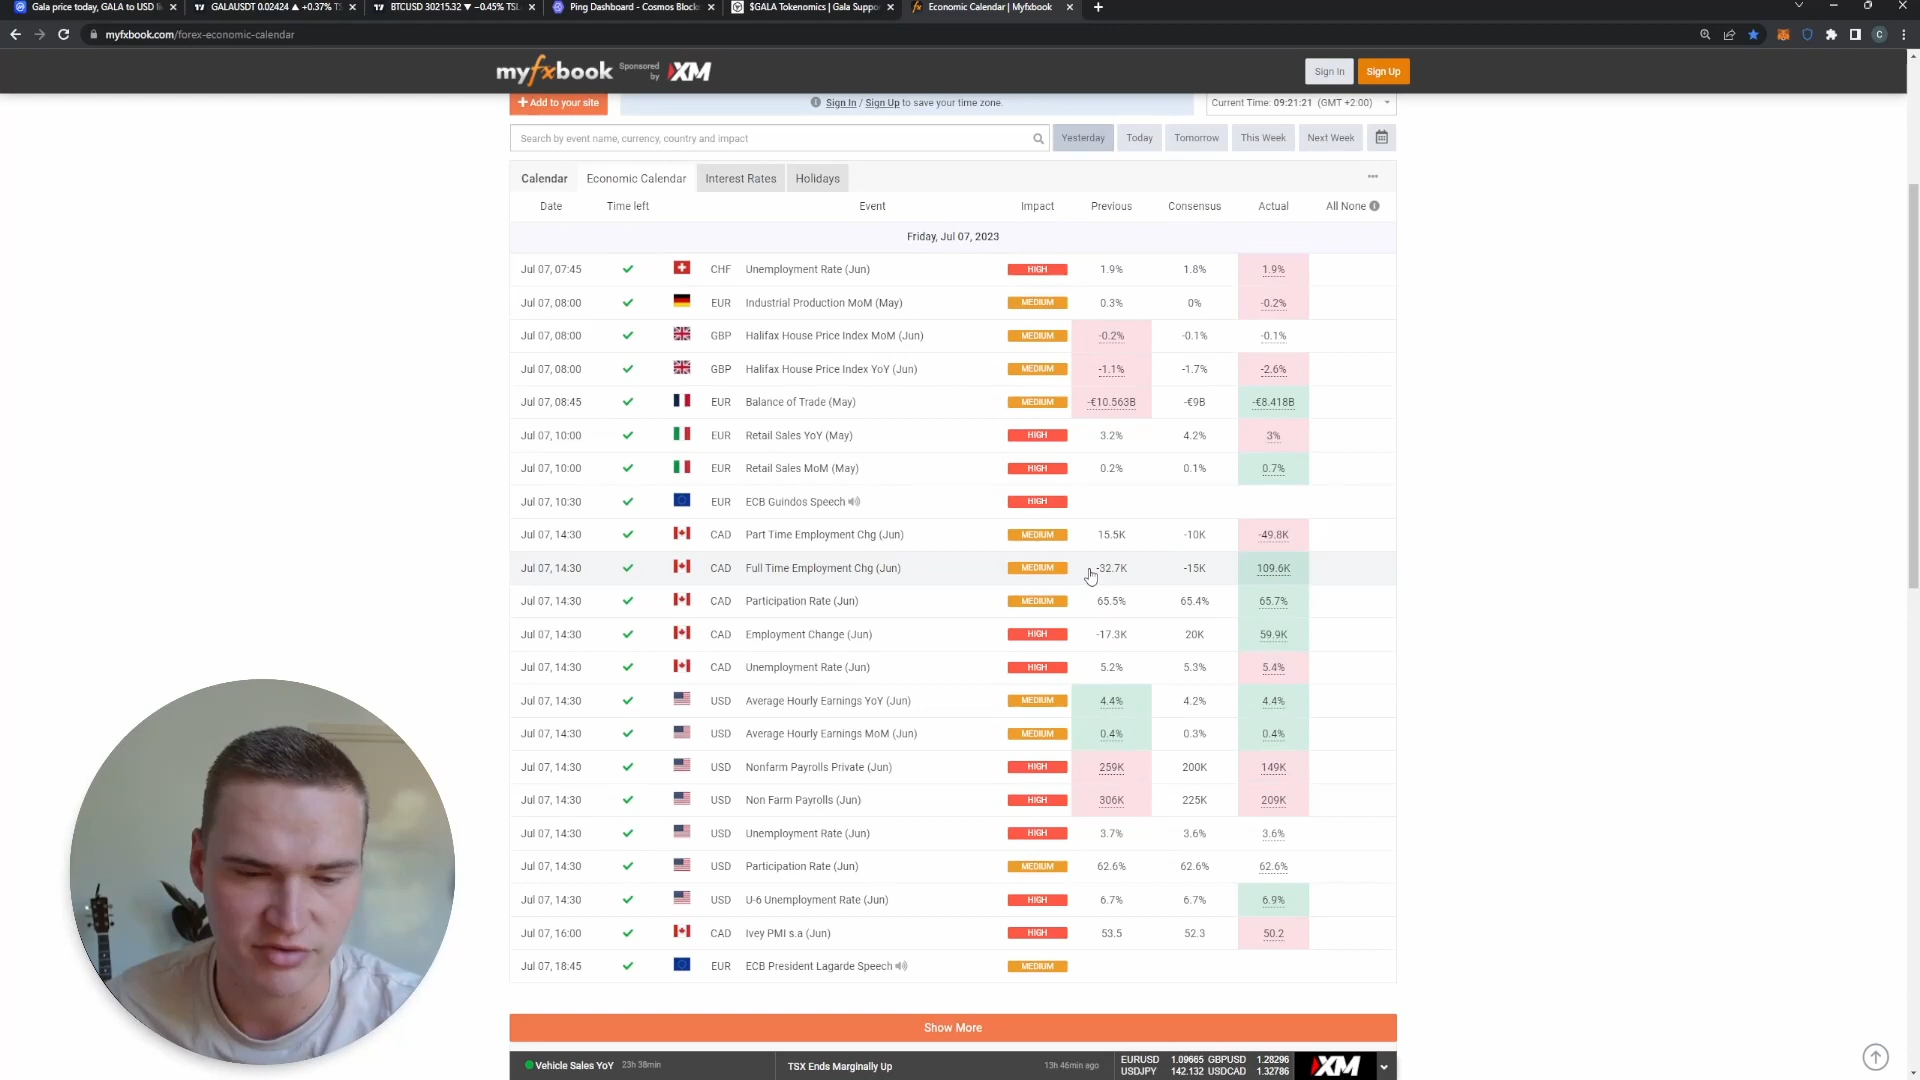 Gala price today, GALA to USD li
GALAUSDT 0.02424 ▲ +0.37%
BTCUSD 30215.32 ▼ −0.45%
Ping Dashboard - Cosmos Block
$GALA Tokenomics | Gala Suppo
Economic Calendar | Myfxbook
myfxbook.com/forex-economic-calendar
C
myfxbook Sponsored by XM
Sign In Sign Up
+ Add to your site
Sign In / Sign Up to save your time zone.
Current Time: 09:21:21 (GMT +2:00)
Search by event name, currency, country and impact
Yesterday Today Tomorrow This Week Next Week
Calendar Economic Calendar Interest Rates Holidays
Date Time left Event Impact Previous Consensus Actual All None
Friday, Jul 07, 2023
Jul 07, 07:45 CHF Unemployment Rate (Jun) HIGH 1.9% 1.8% 1.9%
Jul 07, 08:00 EUR Industrial Production MoM (May) MEDIUM 0.3% 0% -0.2%
Jul 07, 08:00 GBP Halifax House Price Index MoM (Jun) MEDIUM -0.2% -0.1% -0.1%
Jul 07, 08:00 GBP Halifax House Price Index YoY (Jun) MEDIUM -1.1% -1.7% -2.6%
Jul 07, 08:45 EUR Balance of Trade (May) MEDIUM -€10.563B -€9B -€8.418B
Jul 07, 10:00 EUR Retail Sales YoY (May) HIGH 3.2% 4.2% 3%
Jul 07, 10:00 EUR Retail Sales MoM (May) HIGH 0.2% 0.1% 0.7%
Jul 07, 10:30 EUR ECB Guindos Speech HIGH
Jul 07, 14:30 CAD Part Time Employment Chg (Jun) MEDIUM 15.5K -10K -49.8K
Jul 07, 14:30 CAD Full Time Employment Chg (Jun) MEDIUM -32.7K -15K 109.6K
Jul 07, 14:30 CAD Participation Rate (Jun) MEDIUM 65.5% 65.4% 65.7%
Jul 07, 14:30 CAD Employment Change (Jun) HIGH -17.3K 20K 59.9K
Jul 07, 14:30 CAD Unemployment Rate (Jun) HIGH 5.2% 5.3% 5.4%
Jul 07, 14:30 USD Average Hourly Earnings YoY (Jun) MEDIUM 4.4% 4.2% 4.4%
Jul 07, 14:30 USD Average Hourly Earnings MoM (Jun) MEDIUM 0.4% 0.3% 0.4%
Jul 07, 14:30 USD Nonfarm Payrolls Private (Jun) HIGH 259K 200K 149K
Jul 07, 14:30 USD Non Farm Payrolls (Jun) HIGH 306K 225K 209K
Jul 07, 14:30 USD Unemployment Rate (Jun) HIGH 3.7% 3.6% 3.6%
Jul 07, 14:30 USD Participation Rate (Jun) MEDIUM 62.6% 62.6% 62.6%
Jul 07, 14:30 USD U-6 Unemployment Rate (Jun) HIGH 6.7% 6.7% 6.9%
Jul 07, 16:00 CAD Ivey PMI s.a (Jun) HIGH 53.5 52.3 50.2
Jul 07, 18:45 EUR ECB President Lagarde Speech MEDIUM
Show More
Vehicle Sales YoY 23h 38min TSX Ends Marginally Up 13h 46min ago
EURUSD 1.09665 GBPUSD 1.28296 XM
USDJPY 142.132 USDCAD 1.32786